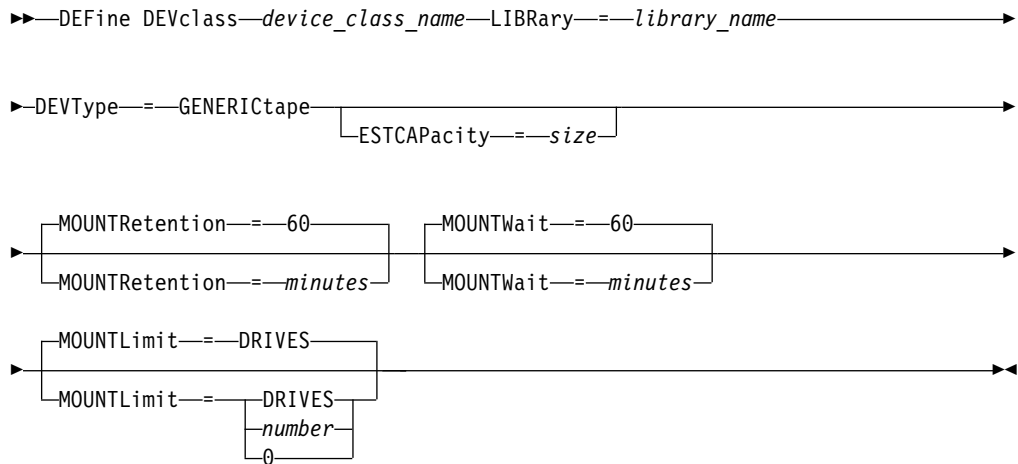 DEFine DEVclass device_class_name LIBRary = library_name
DEVType = GENERICtape
ESTCAPacity = size
MOUNTRetention = 60 MOUNTWait = 60
MOUNTRetention = minutes MOUNTWait = minutes
MOUNTLimit = DRIVES
MOUNTLimit = DRIVES
number
0